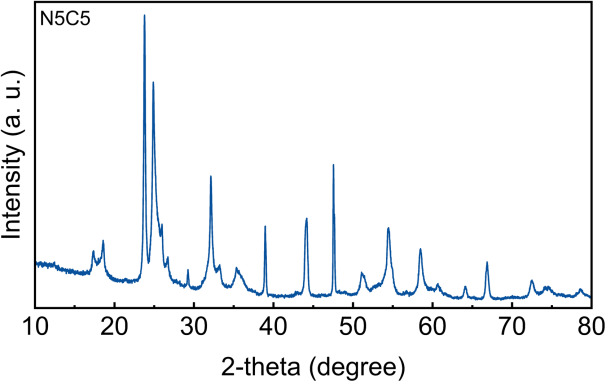 N5C5
Intensity (a. u.)
10 20 30 40 50 60 70 80
2-theta (degree)